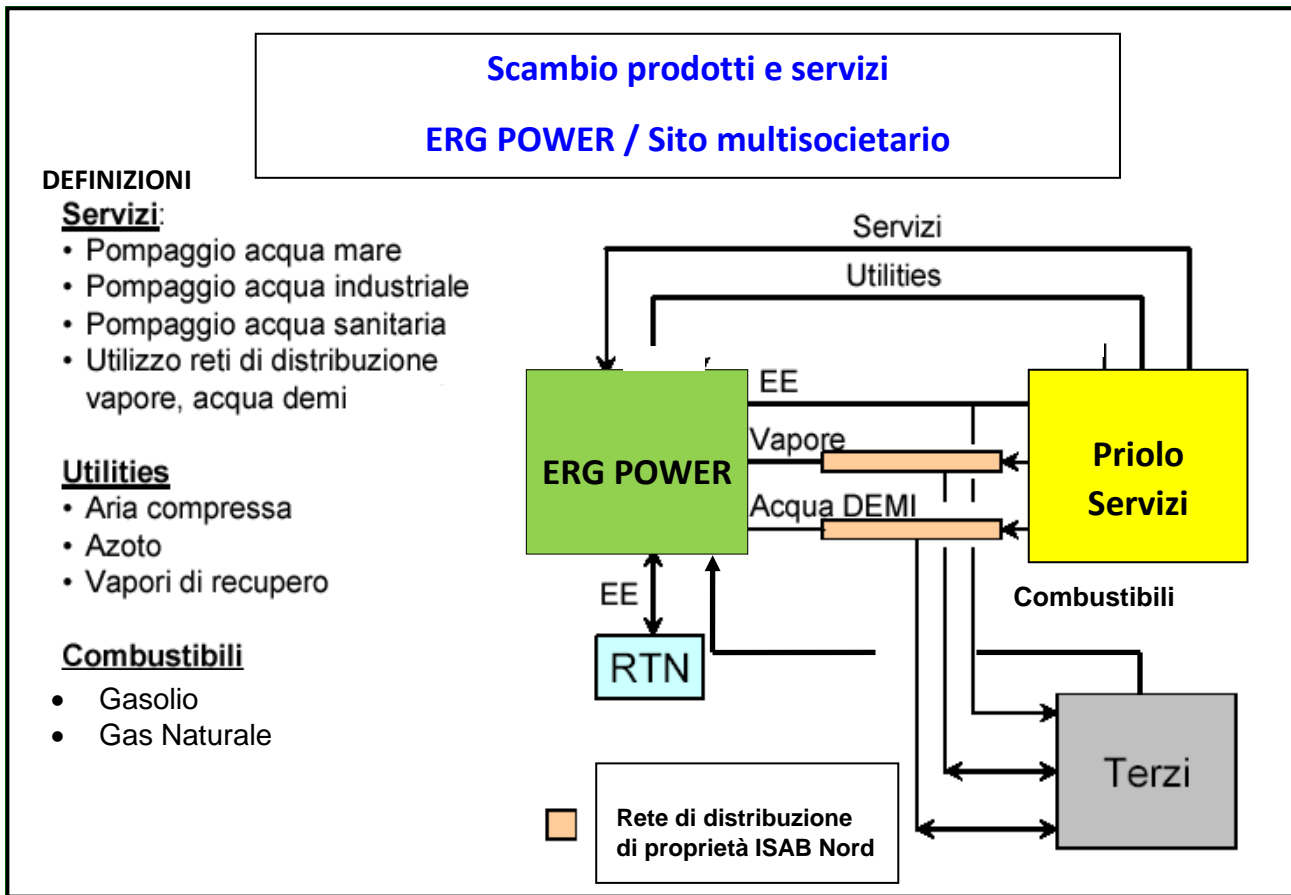 Scambio prodotti e servizi
ERG POWER / Sito multisocietario
DEFINIZIONI
Servizi:
• Pompaggio acqua mare
• Pompaggio acqua industriale
• Pompaggio acqua sanitaria
• Utilizzo reti di distribuzione
vapore, acqua demi
Utilities
• Aria compressa
• Azoto
• Vapori di recupero
Combustibili
• Gasolio
• Gas Naturale
Servizi
Utilities
EE
Vapore
Acqua DEMI
ERG POWER
Priolo
Servizi
EE
RTN
Combustibili
Terzi
Rete di distribuzione
di proprietà ISAB Nord